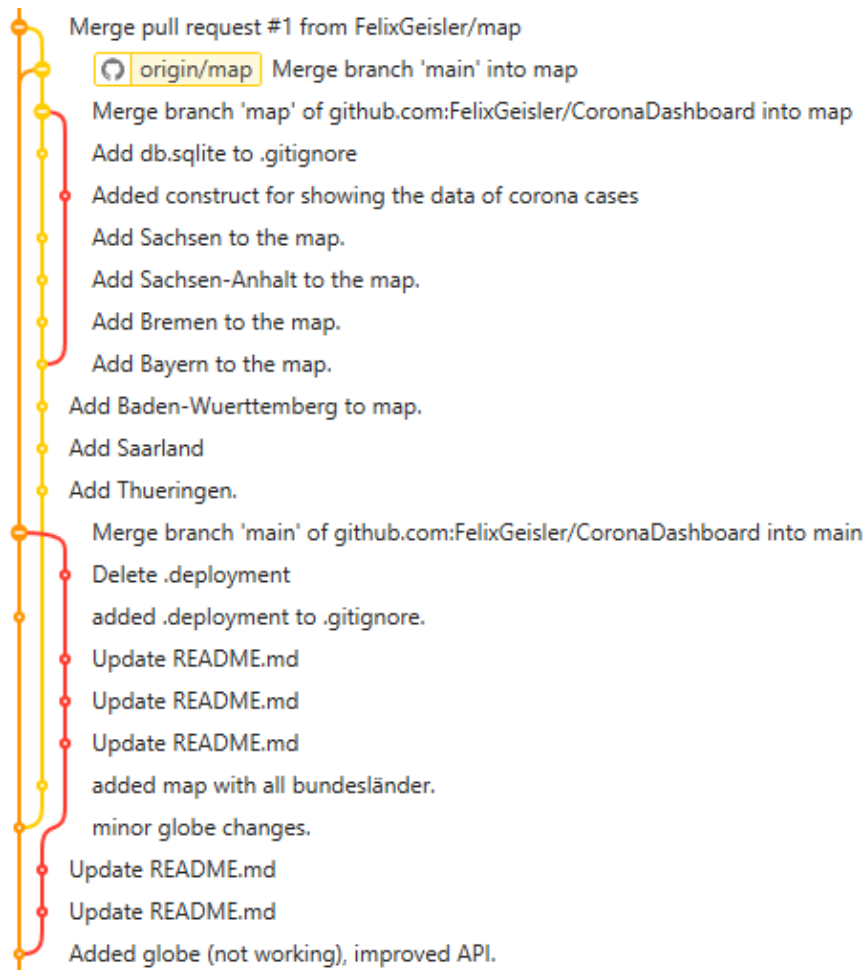 Merge pull request #1 from FelixGeisler/map
origin/map Merge branch 'main' into map
Merge branch 'map' of github.com:FelixGeisler/CoronaDashboard into map
Add db.sqlite to .gitignore
Added construct for showing the data of corona cases
Add Sachsen to the map.
Add Sachsen-Anhalt to the map.
Add Bremen to the map.
Add Bayern to the map.
Add Baden-Wuerttemberg to map.
Add Saarland
Add Thueringen.
Merge branch 'main' of github.com:FelixGeisler/CoronaDashboard into main
Delete .deployment
added .deployment to .gitignore.
Update README.md
Update README.md
Update README.md
added map with all bundesländer.
minor globe changes.
Update README.md
Update README.md
Added globe (not working), improved API.